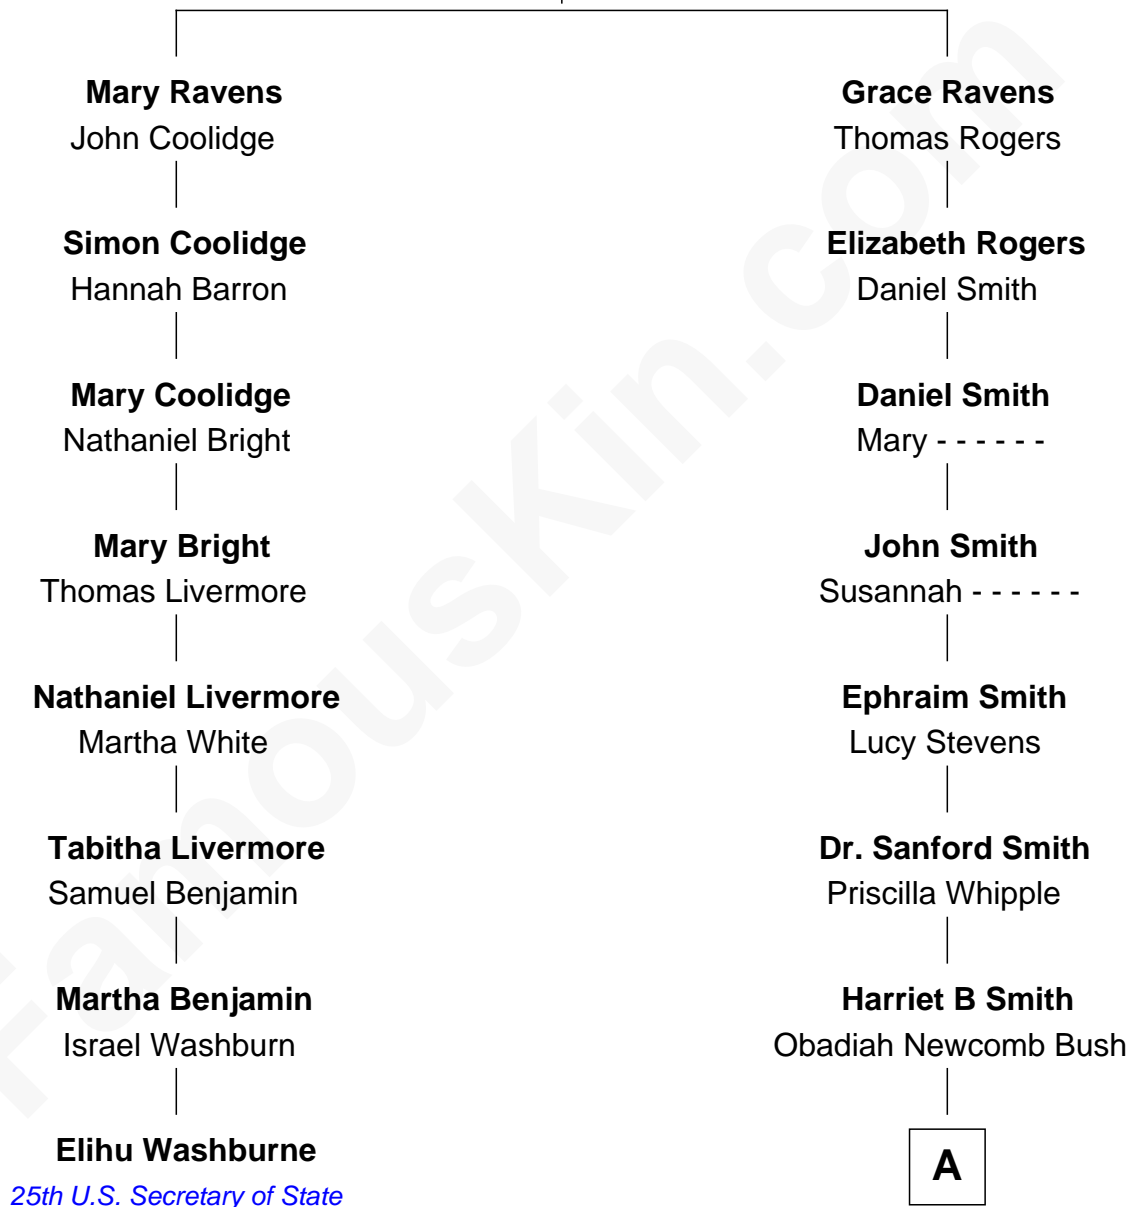 Mary Ravens
John Coolidge
Grace Ravens
Thomas Rogers
Simon Coolidge
Hannah Barron
Elizabeth Rogers
Daniel Smith
Mary Coolidge
Nathaniel Bright
Daniel Smith
Mary - - - - - -
Mary Bright
Thomas Livermore
John Smith
Susannah - - - - - -
Nathaniel Livermore
Martha White
Ephraim Smith
Lucy Stevens
Tabitha Livermore
Samuel Benjamin
Dr. Sanford Smith
Priscilla Whipple
Martha Benjamin
Israel Washburn
Harriet B Smith
Obadiah Newcomb Bush
Elihu Washburne
25th U.S. Secretary of State
A
FamousKin.com